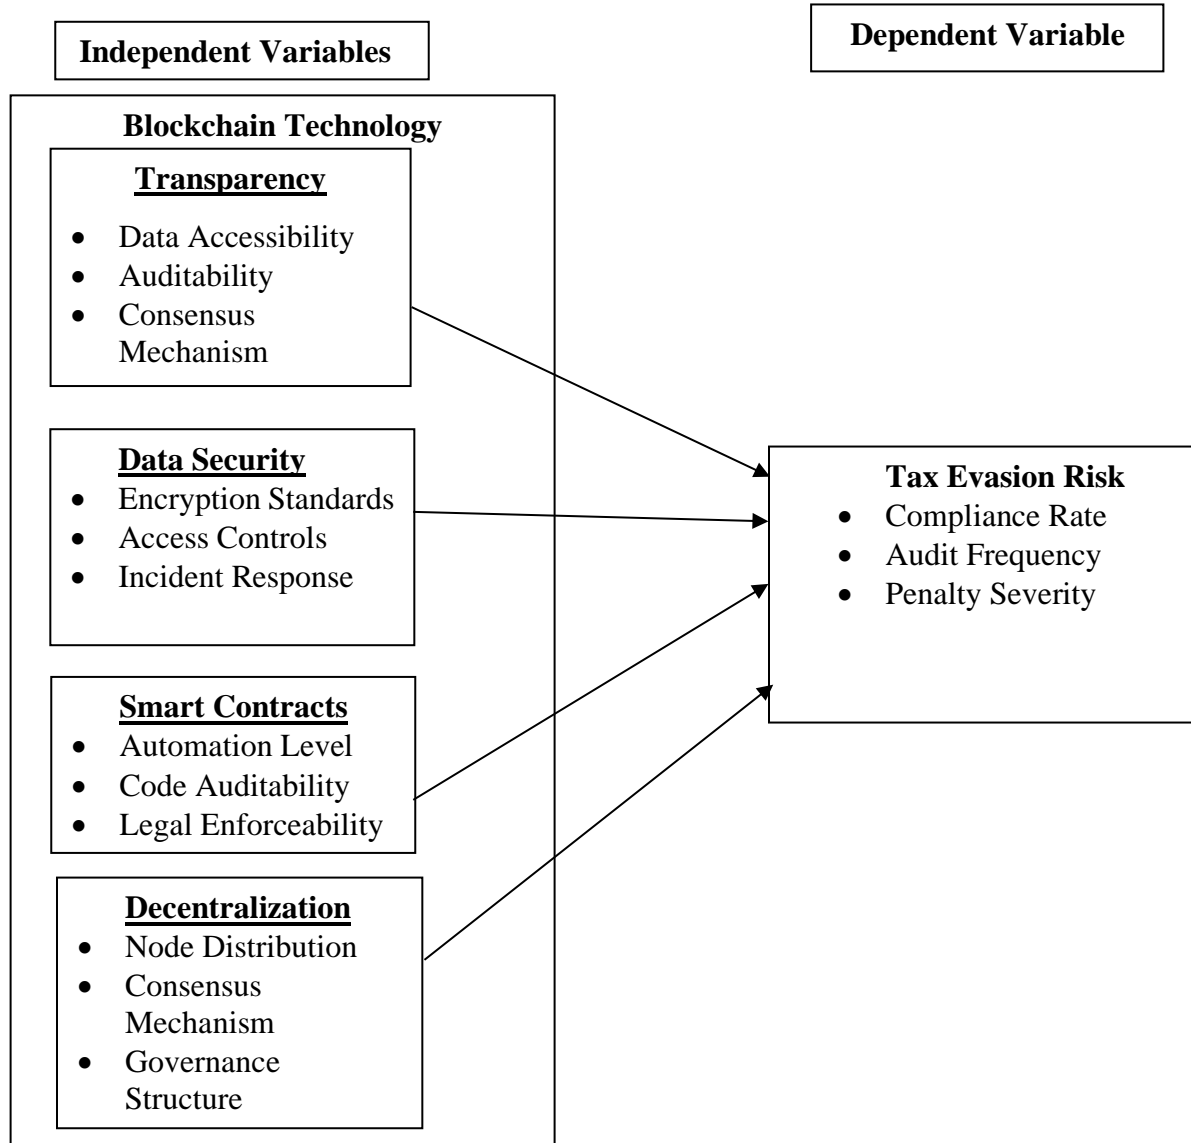 Independent Variables
Dependent Variable
Blockchain Technology
Transparency
• Data Accessibility
• Auditability
• Consensus
Mechanism
Data Security
• Encryption Standards
• Access Controls
• Incident Response
Smart Contracts
• Automation Level
• Code Auditability
• Legal Enforceability
Decentralization
• Node Distribution
• Consensus
Mechanism
• Governance
Structure
Tax Evasion Risk
• Compliance Rate
• Audit Frequency
• Penalty Severity